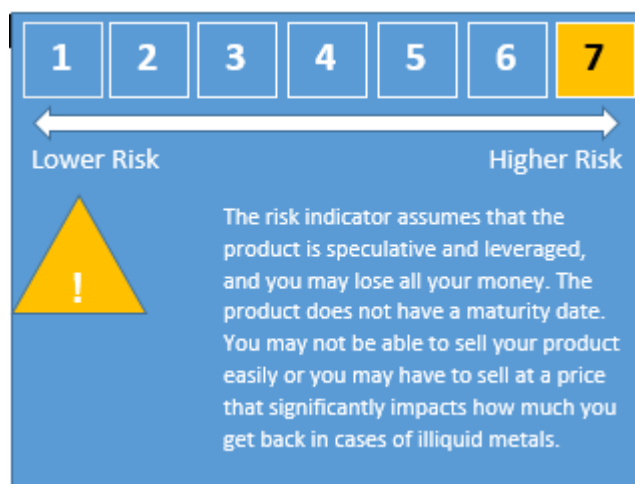 1 2 3 4 5 6 7
Lower Risk Higher Risk
!
The risk indicator assumes that the
product is speculative and leveraged,
and you may lose all your money. The
product does not have a maturity date.
You may not be able to sell your product
easily or you may have to sell at a price
that significantly impacts how much you
get back in cases of illiquid metals.